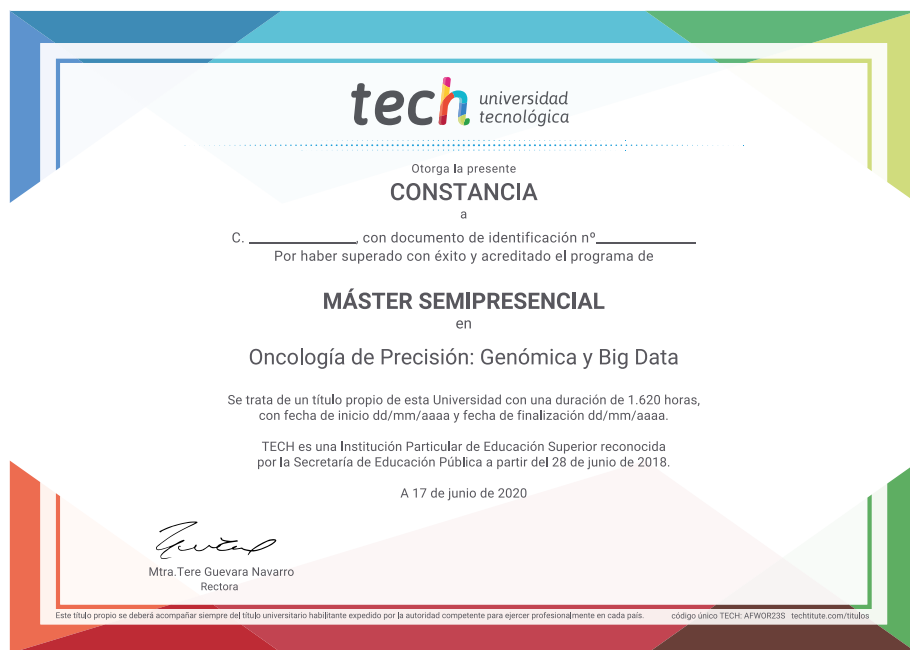 tech universidad
tecnológica
Otorga la presente
CONSTANCIA
a
C. ____________, con documento de identificación nº____________
Por haber superado con éxito y acreditado el programa de
MÁSTER SEMIPRESENCIAL
en
Oncología de Precisión: Genómica y Big Data
Se trata de un título propio de esta Universidad con una duración de 1.620 horas,
con fecha de inicio dd/mm/aaaa y fecha de finalización dd/mm/aaaa.
TECH es una Institución Particular de Educación Superior reconocida
por la Secretaría de Educación Pública a partir del 28 de junio de 2018.
A 17 de junio de 2020
Mtra.Tere Guevara Navarro
Rectora
Este título propio se deberá acompañar siempre del título universitario habilitante expedido por la autoridad competente para ejercer profesionalmente en cada país. código único TECH: AFWOR23S techtitute.com/titulos